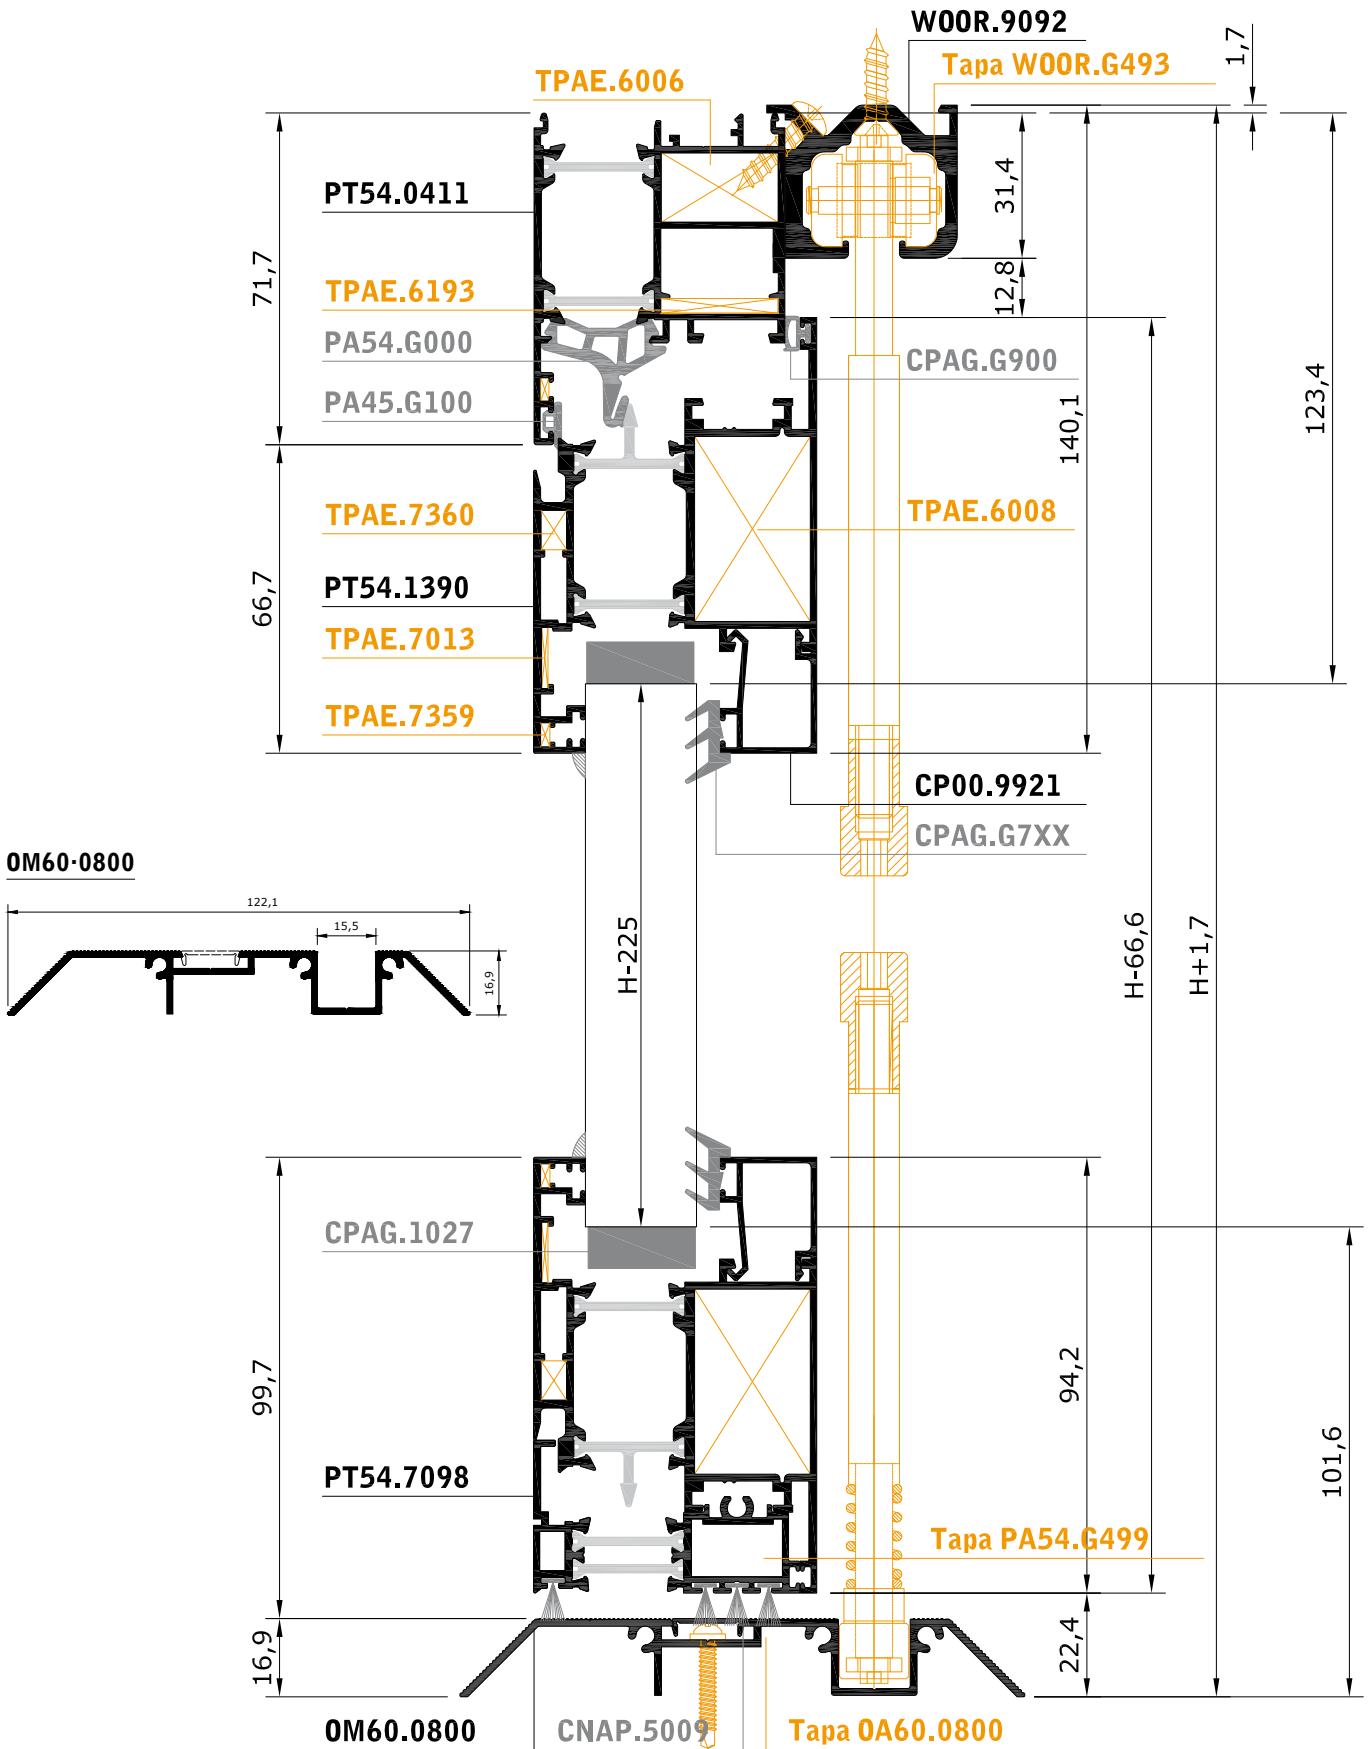 W00R.9092
Tapa W00R.G493
1,7
TPAE.6006
PT54.0411
31,4
71,7
TPAE.6193
12,8
PA54.G000
CPAG.G900
PA45.G100
123,4
140,1
TPAE.7360
TPAE.6008
PT54.1390
66,7
TPAE.7013
TPAE.7359
CP00.9921
CPAG.G7XX
OM60·0800
122,1
15,5
16,9
H-225
H-66,6
H+1,7
CPAG.1027
99,7
94,2
PT54.7098
101,6
Tapa PA54.G499
16,9
22,4
OM60.0800
CNAP.5009
Tapa OA60.0800